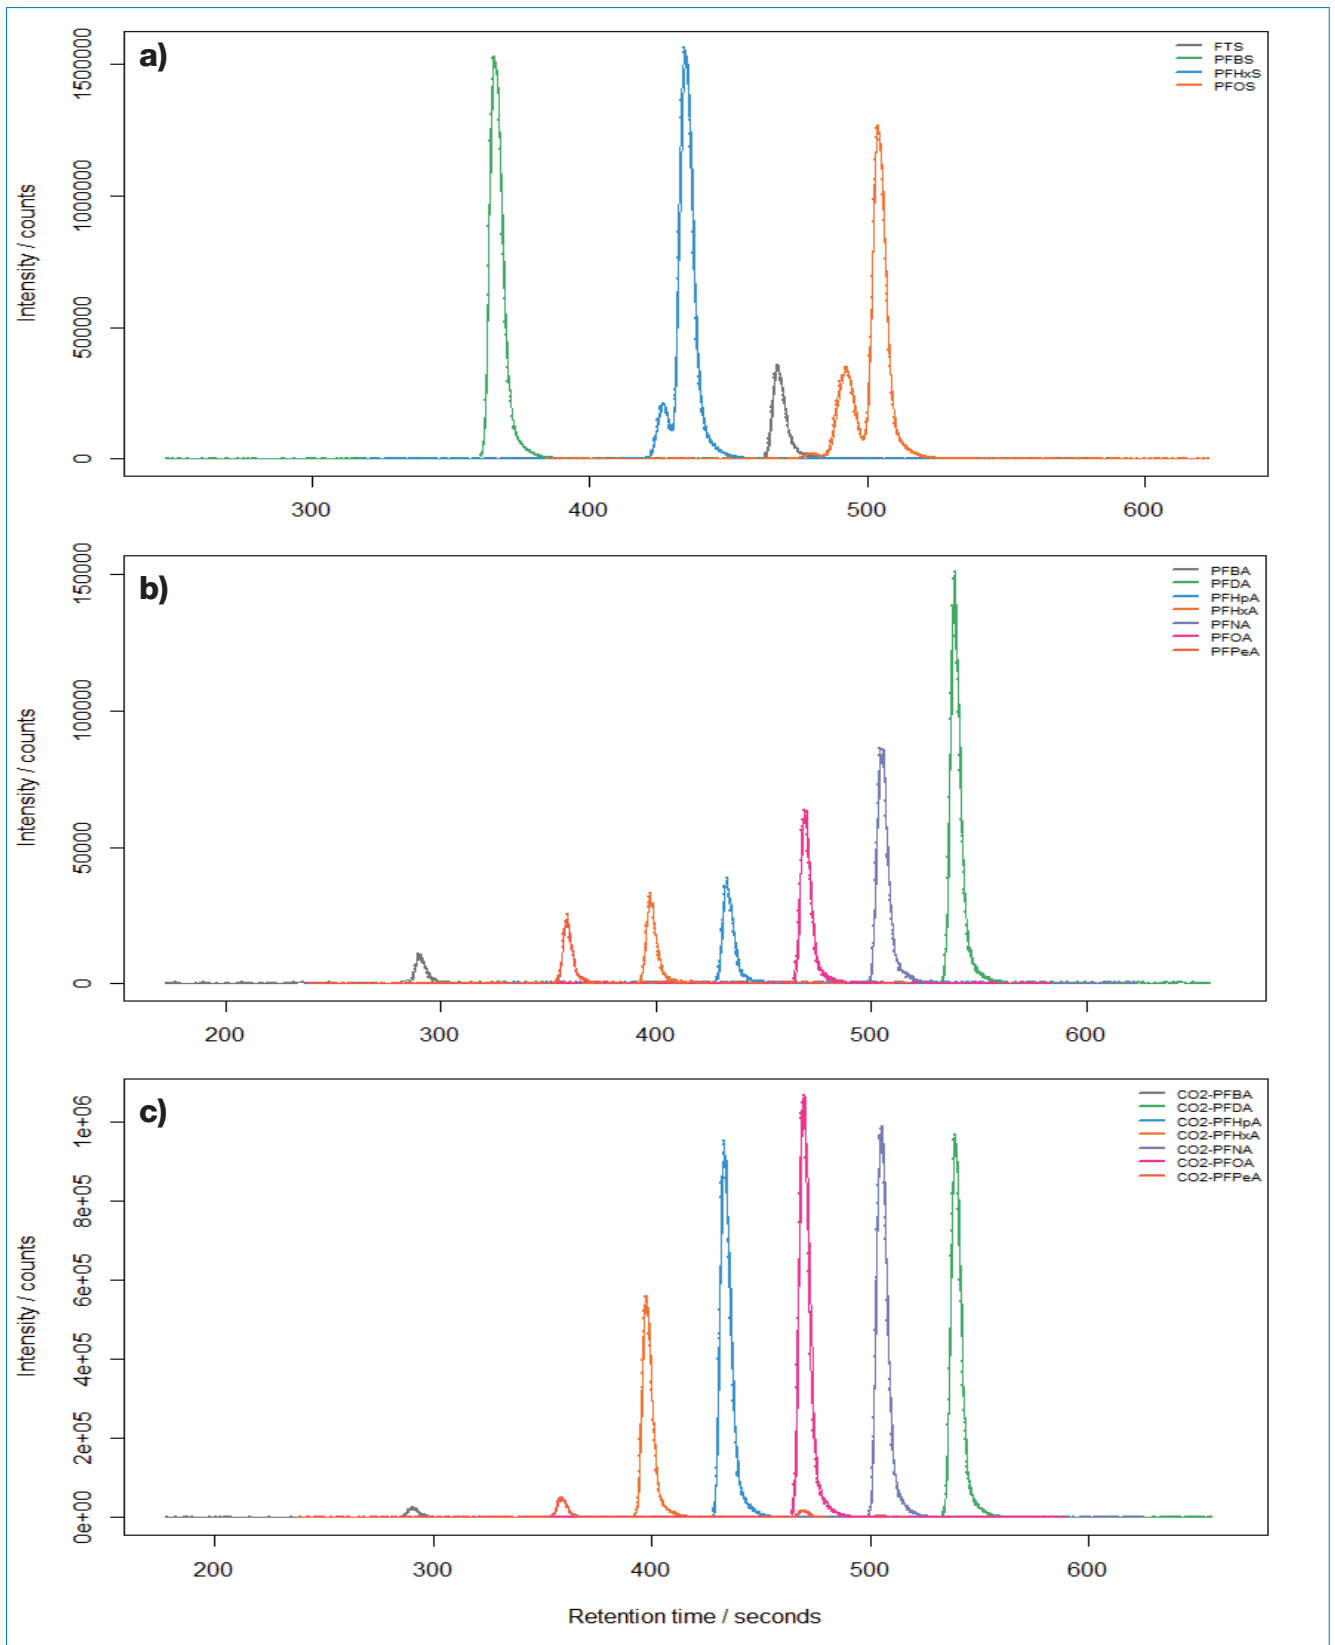 a)
FTS
PFBS
PFHxS
PFOS
Intensity / counts
1500000
1000000
500000
0
300 400 500 600
b)
PFBA
PFDA
PFHpA
PFHxA
PFNA
PFOA
PFPeA
Intensity / counts
150000
100000
50000
0
200 300 400 500 600
c)
CO2-PFBA
CO2-PFDA
CO2-PFHpA
CO2-PFHxA
CO2-PFNA
CO2-PFOA
CO2-PFPeA
Intensity / counts
1e+06
8e+05
6e+05
4e+05
2e+05
0e+00
200 300 400 500 600
Retention time / seconds